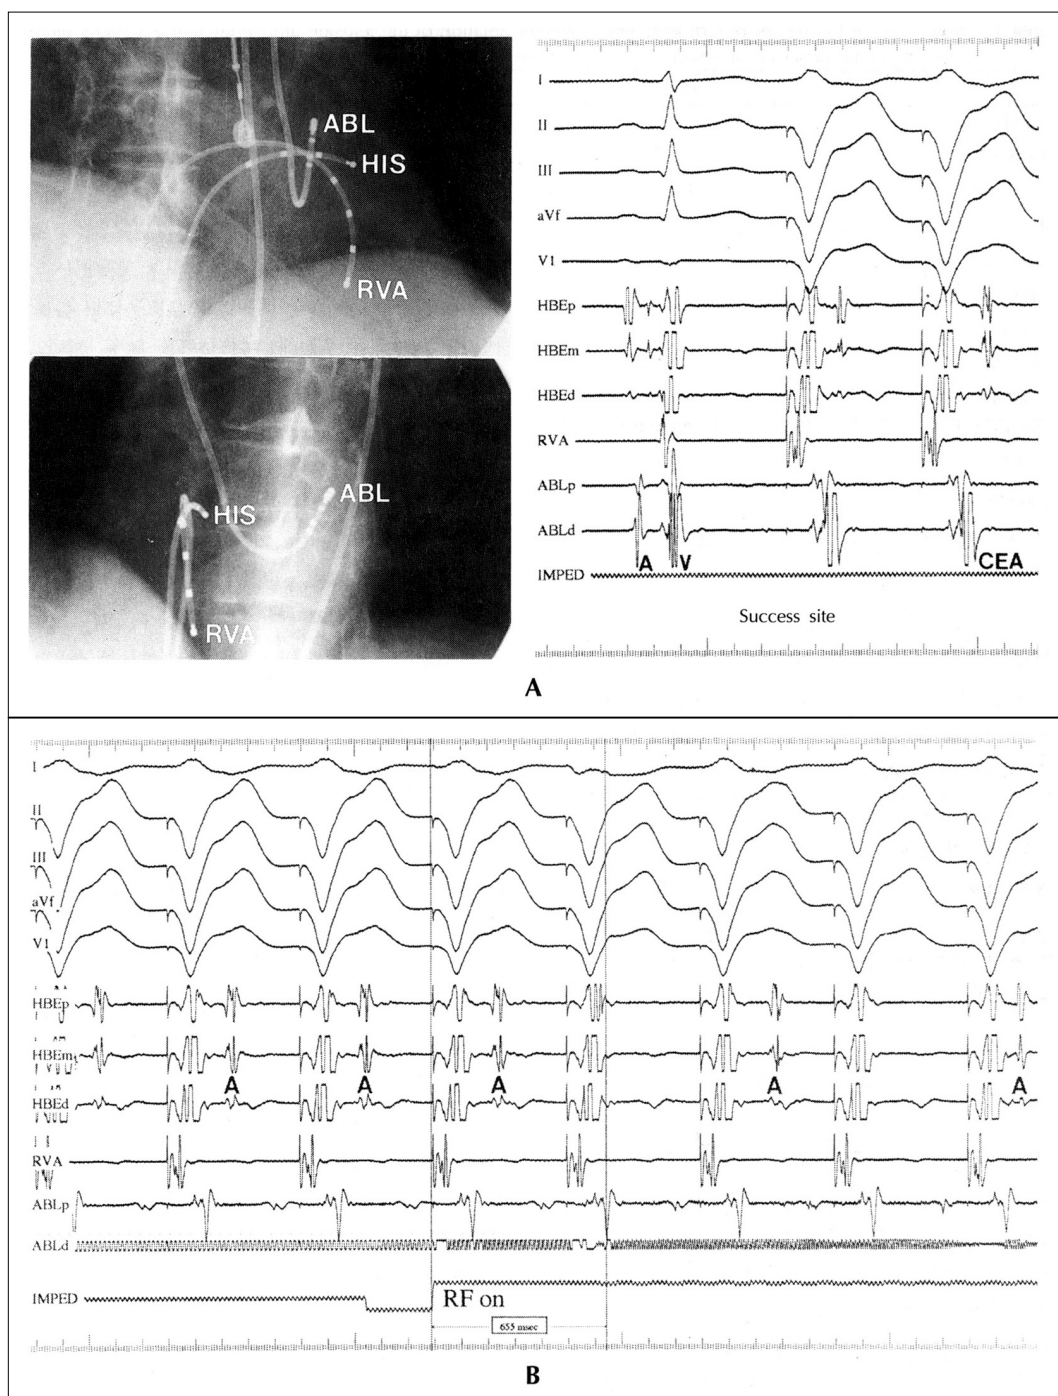 ABL
HIS
RVA
ABL
HIS
RVA
I
II
III
aVf
V1
HBEp
HBEm
HBEd
RVA
ABLp
ABLd
A V CEA
IMPED
Success site
A
I
II
III
aVf
V1
HBEp
HBEm
A A A A A
HBEd
RVA
ABLp
ABLd
IMPED
RF on
655 msec
B